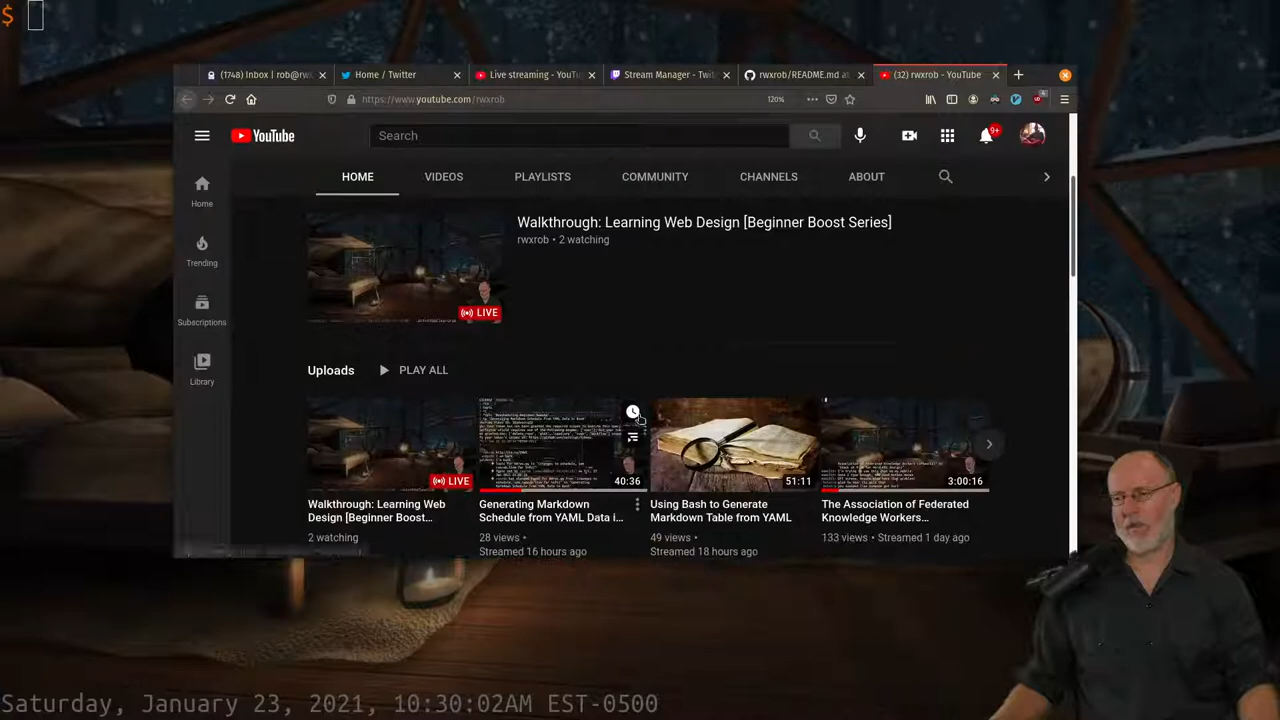 $
(1748) Inbox | rob@rw
Home / Twitter
Live streaming - YouTu
Stream Manager - Twit
rwxrob/README.md at
(32) rwxrob - YouTube
https://www.youtube.com/rwxrob
120%
YouTube
Search
9+
HOME
VIDEOS
PLAYLISTS
COMMUNITY
CHANNELS
ABOUT
Home
Trending
Subscriptions
Library
Walkthrough: Learning Web Design [Beginner Boost Series]
rwxrob • 2 watching
LIVE
Uploads
PLAY ALL
LIVE
40:36
51:11
3:00:16
Walkthrough: Learning Web
Design [Beginner Boost...
2 watching
Generating Markdown
Schedule from YAML Data i...
28 views •
Streamed 16 hours ago
Using Bash to Generate
Markdown Table from YAML
49 views •
Streamed 18 hours ago
The Association of Federated
Knowledge Workers...
133 views • Streamed 1 day ago
Saturday, January 23, 2021, 10:30:02AM EST-0500